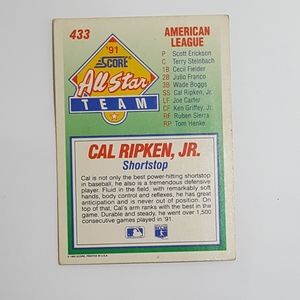 433
'91
SCORE
All-Star
TEAM
AMERICAN
LEAGUE
P Scott Erickson
C Terry Steinbach
1B Cecil Fielder
2B Julio Franco
3B Wade Boggs
SS Cal Ripken, Jr.
LF Joe Carter
CF Ken Griffey, Jr.
RF Ruben Sierra
RP Tom Henke
CAL RIPKEN, JR.
Shortstop
Cal is not only the best power-hitting shortstop
in baseball, he also is a tremendous defensive
player. Fluid in the field, with remarkably soft
hands, body control and reflexes, he has great
anticipation and is never out of position. On
top of that, Cal's arm ranks with the best in the
game. Durable and steady, he went over 1,500
consecutive games played in '91.